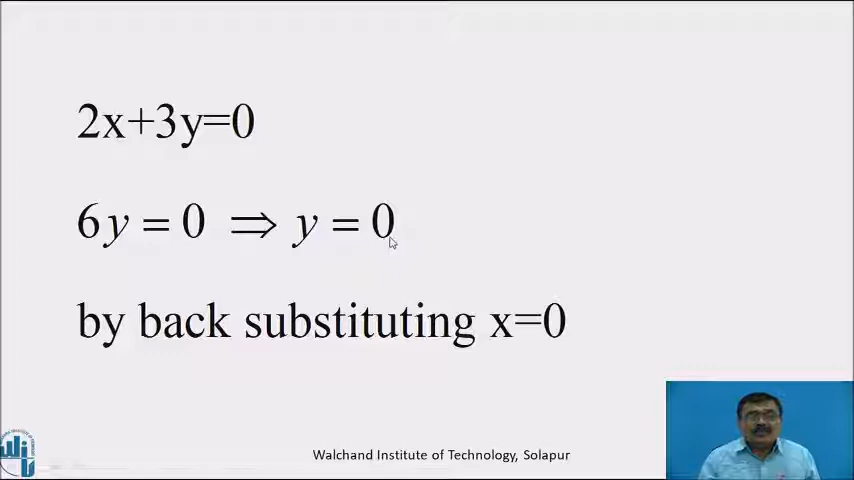 2x+3y=0
6y = 0 ⇒ y = 0
by back substituting x=0
Walchand Institute of Technology, Solapur